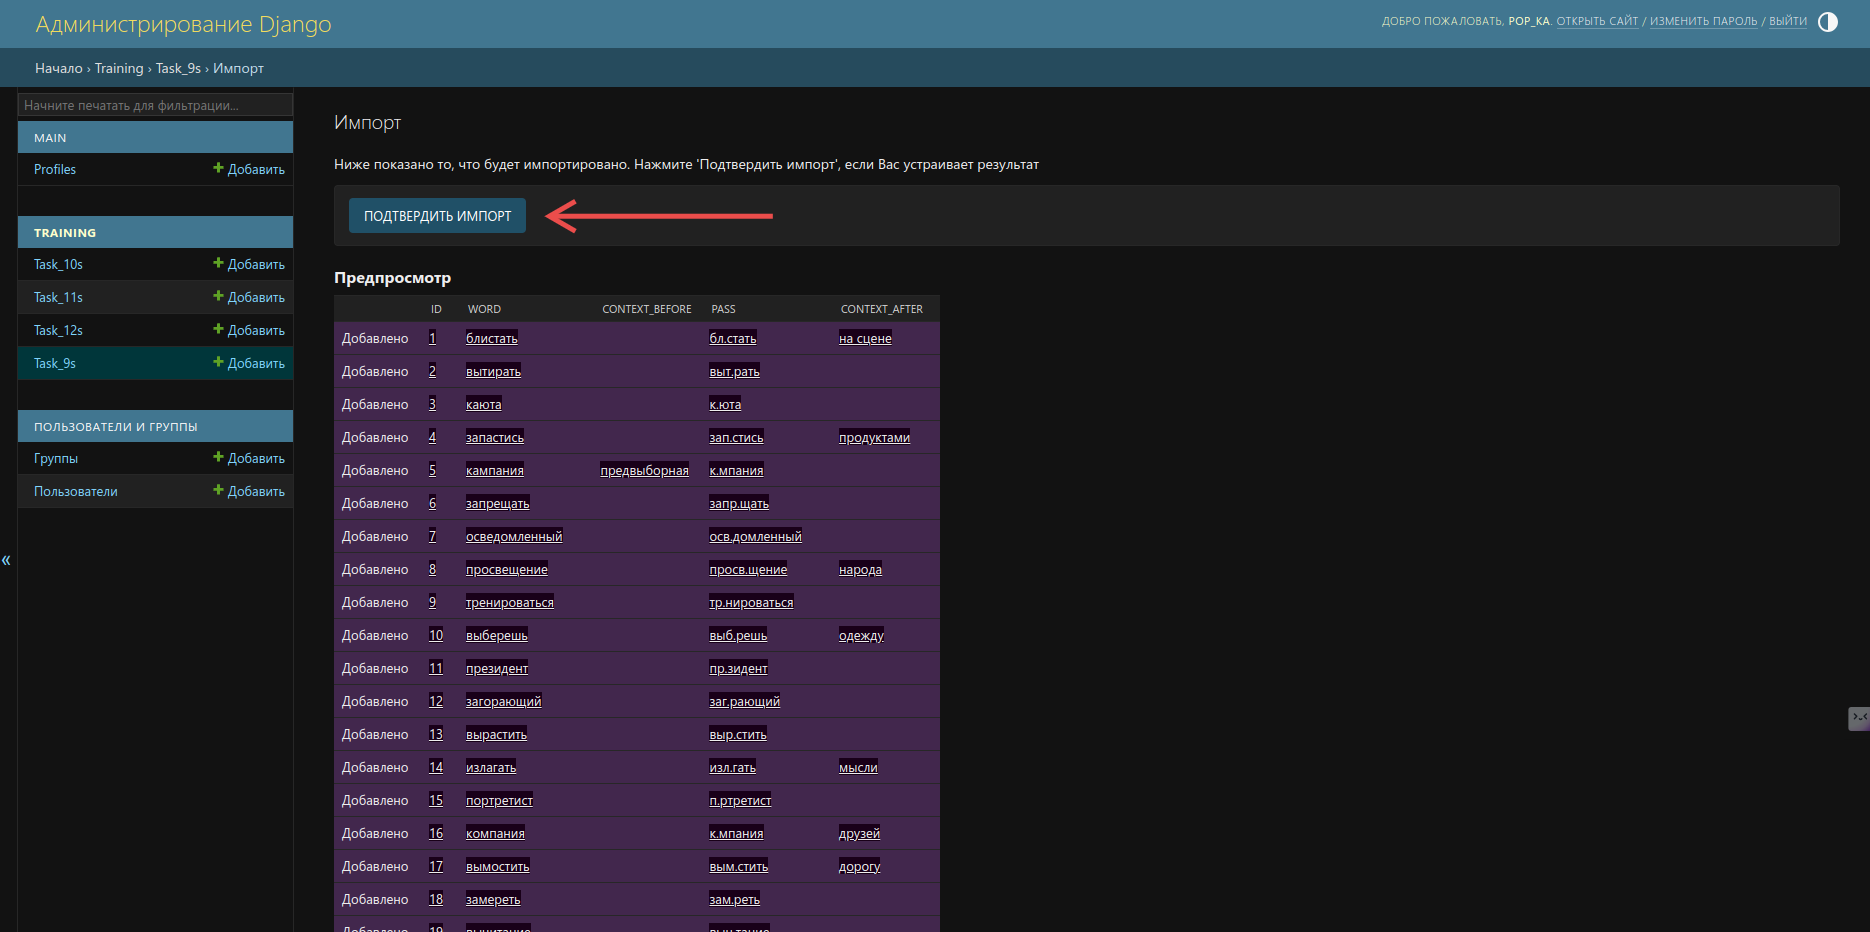 Администрирование Django
ДОБРО ПОЖАЛОВАТЬ, POP_KA. ОТКРЫТЬ САЙТ / ИЗМЕНИТЬ ПАРОЛЬ / ВЫЙТИ
Начало › Training › Task_9s › Импорт
Начните печатать для фильтрации...
MAIN
Profiles + Добавить
TRAINING
Task_10s + Добавить
Task_11s + Добавить
Task_12s + Добавить
Task_9s + Добавить
ПОЛЬЗОВАТЕЛИ И ГРУППЫ
Группы + Добавить
Пользователи + Добавить
«
Импорт
Ниже показано то, что будет импортировано. Нажмите 'Подтвердить импорт', если Вас устраивает результат
ПОДТВЕРДИТЬ ИМПОРТ
Предпросмотр
ID WORD CONTEXT_BEFORE PASS CONTEXT_AFTER
Добавлено 1 блистать бл.стать на сцене
Добавлено 2 вытирать выт.рать
Добавлено 3 каюта к.юта
Добавлено 4 запастись зап.стись продуктами
Добавлено 5 кампания предвыборная к.мпания
Добавлено 6 запрещать запр.щать
Добавлено 7 осведомленный осв.домленный
Добавлено 8 просвещение просв.щение народа
Добавлено 9 тренироваться тр.нироваться
Добавлено 10 выберешь выб.решь одежду
Добавлено 11 президент пр.зидент
Добавлено 12 загорающий заг.рающий
Добавлено 13 вырастить выр.стить
Добавлено 14 излагать изл.гать мысли
Добавлено 15 портретист п.ртретист
Добавлено 16 компания к.мпания друзей
Добавлено 17 вымостить вым.стить дорогу
Добавлено 18 замереть зам.реть
Добавлено 19 вычитание выч.тание